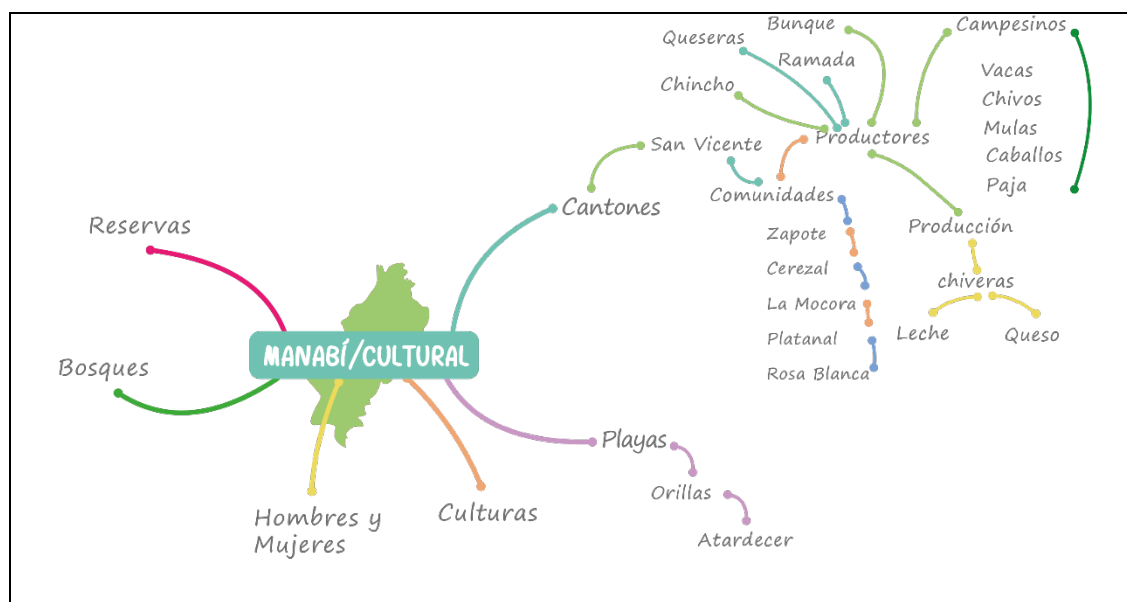 Bunque
Campesinos
Queseras
Ramada
Vacas
Chincho
Chivos
Mulas
Productores
San Vicente
Caballos
Paja
Comunidades
Cantones
Reservas
Zapote
Producción
Cerezal
chiveras
La Mocora
Leche
Queso
Platanal
MANABÍ/CULTURAL
Bosques
Rosa Blanca
Playas
Orillas
Hombres y
Mujeres
Culturas
Atardecer